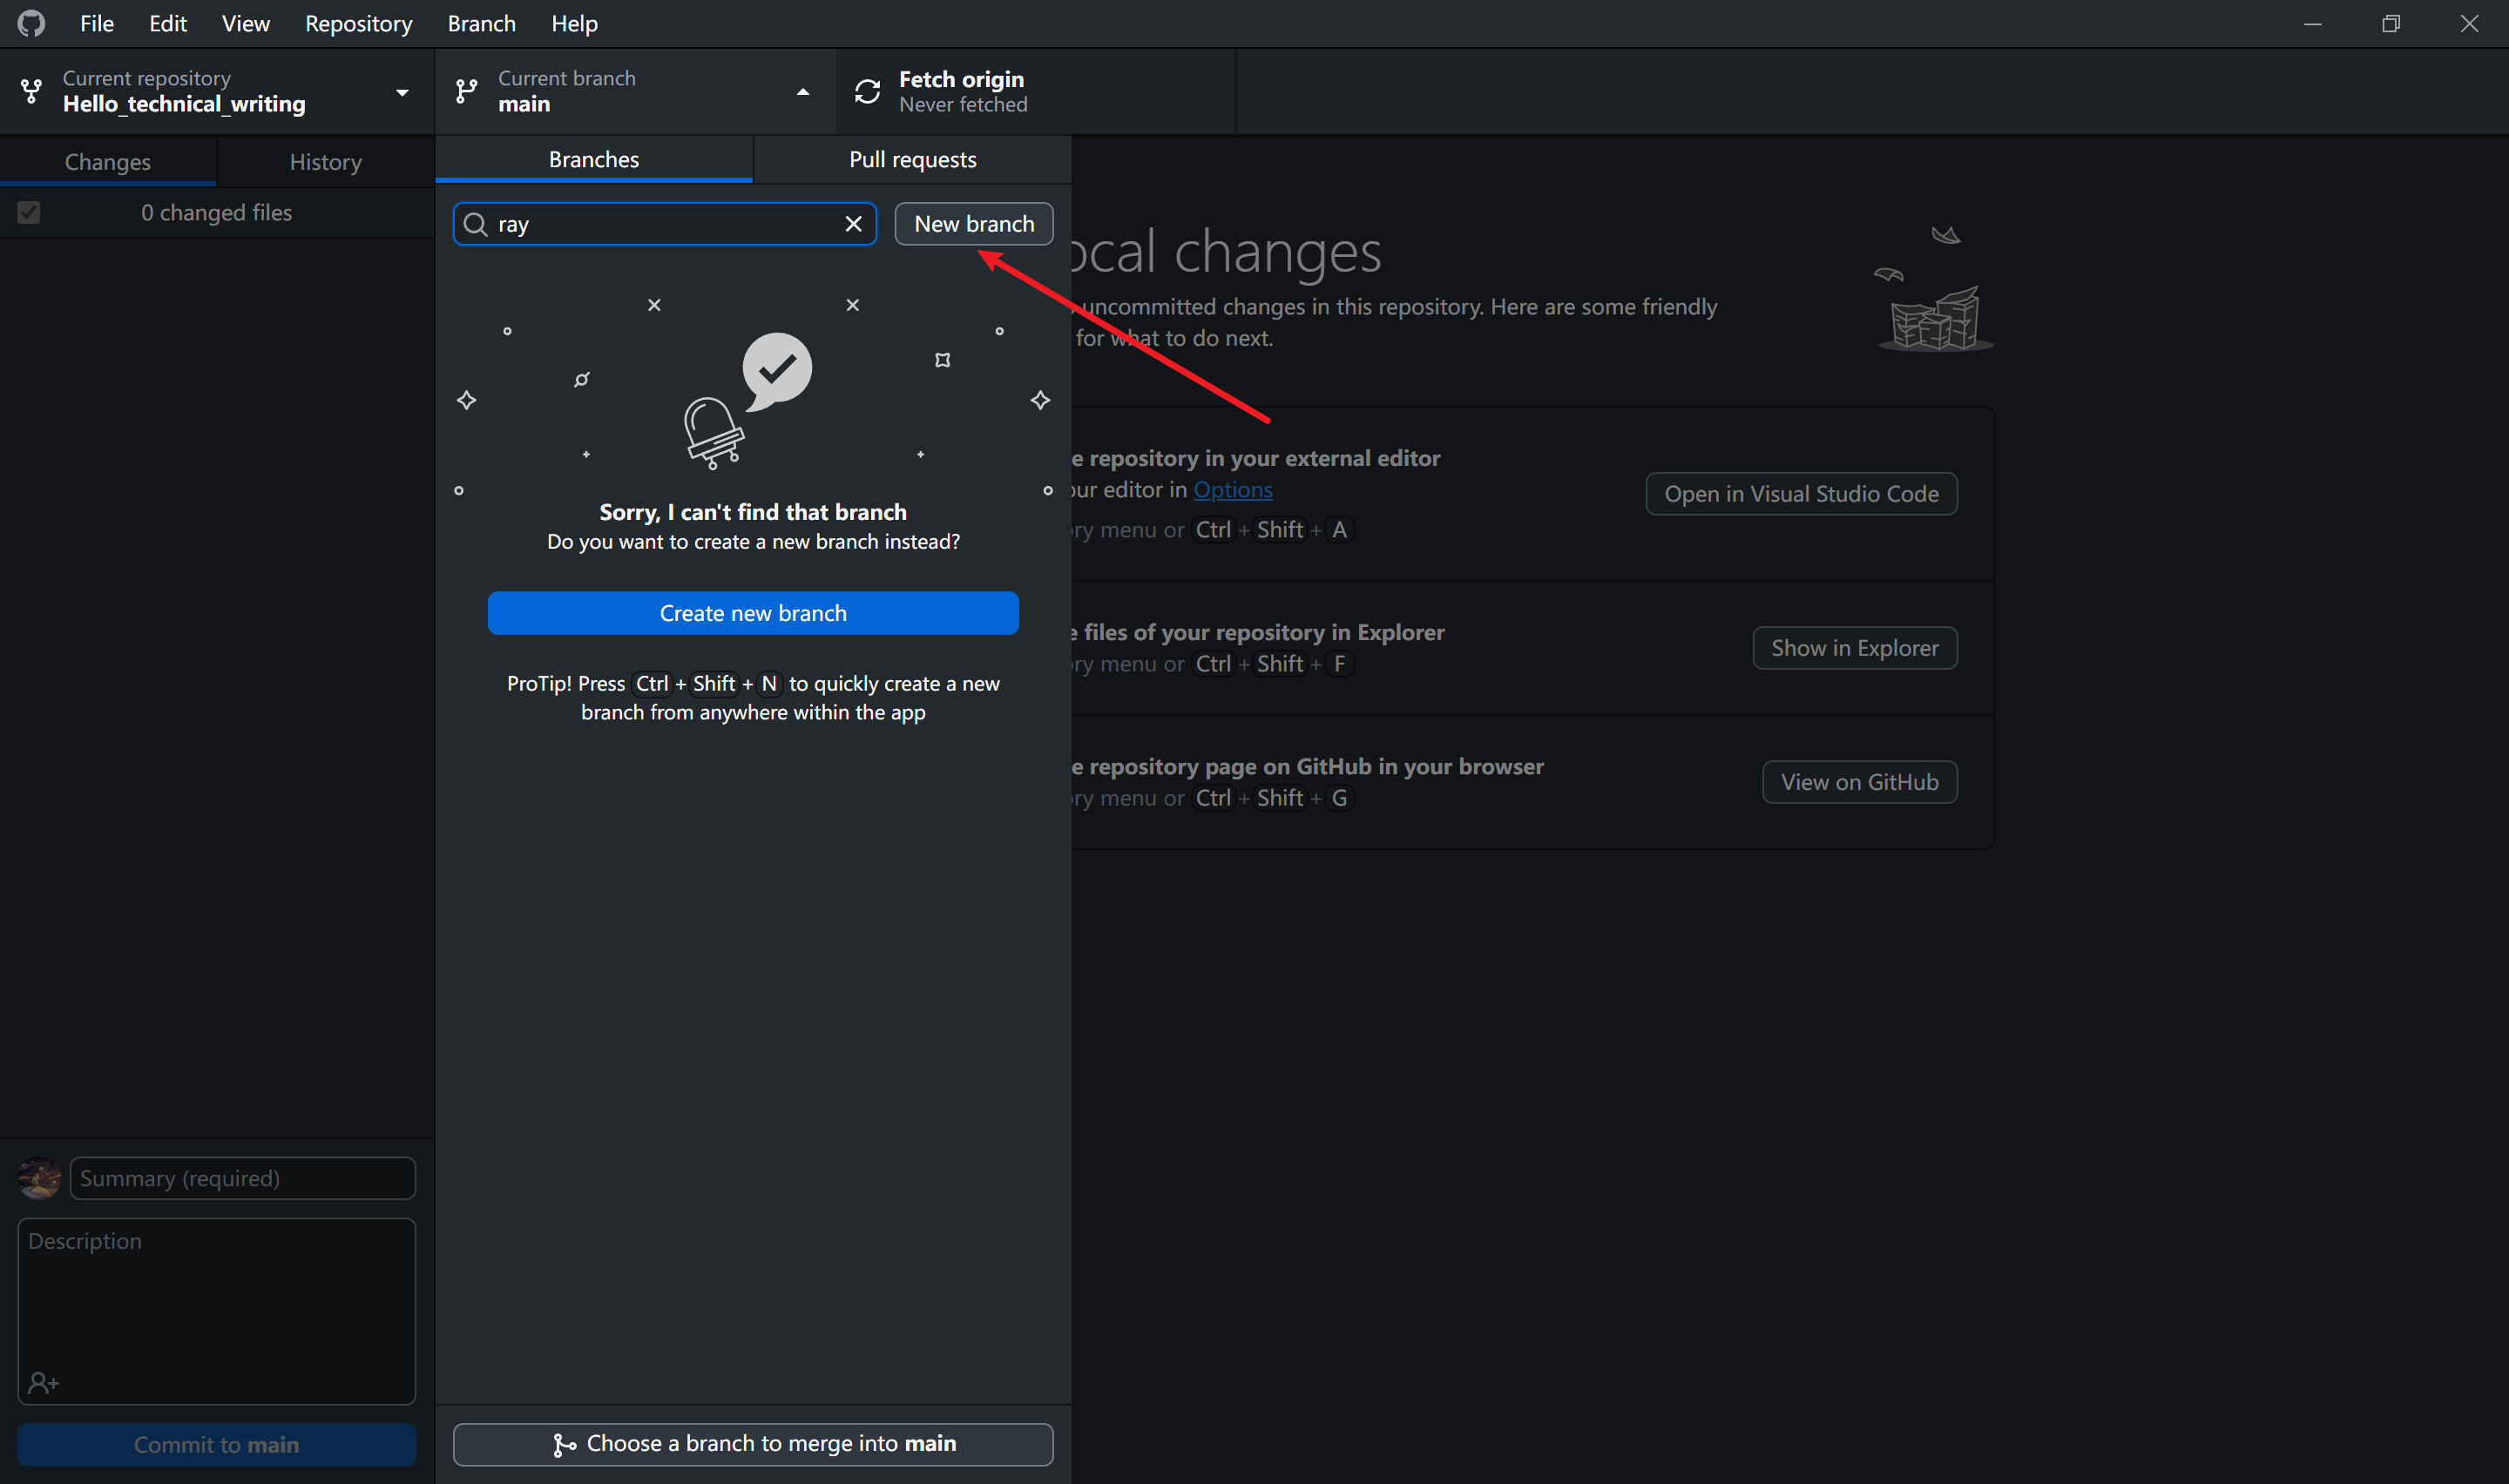 File Edit View Repository Branch Help
Current repository
Hello_technical_writing
Current branch
main
Fetch origin
Never fetched
Changes History
0 changed files
Branches Pull requests
ray
New branch
Sorry, I can't find that branch
Do you want to create a new branch instead?
Create new branch
ProTip! Press Ctrl + Shift + N to quickly create a new
branch from anywhere within the app
Choose a branch to merge into main
changes
uncommitted changes in this repository. Here are some friendly
for what to do next.
repository in your external editor
editor in Options
menu or Ctrl + Shift + A
Open in Visual Studio Code
files of your repository in Explorer
menu or Ctrl + Shift + F
Show in Explorer
repository page on GitHub in your browser
menu or Ctrl + Shift + G
View on GitHub
Summary (required)
Description
Commit to main